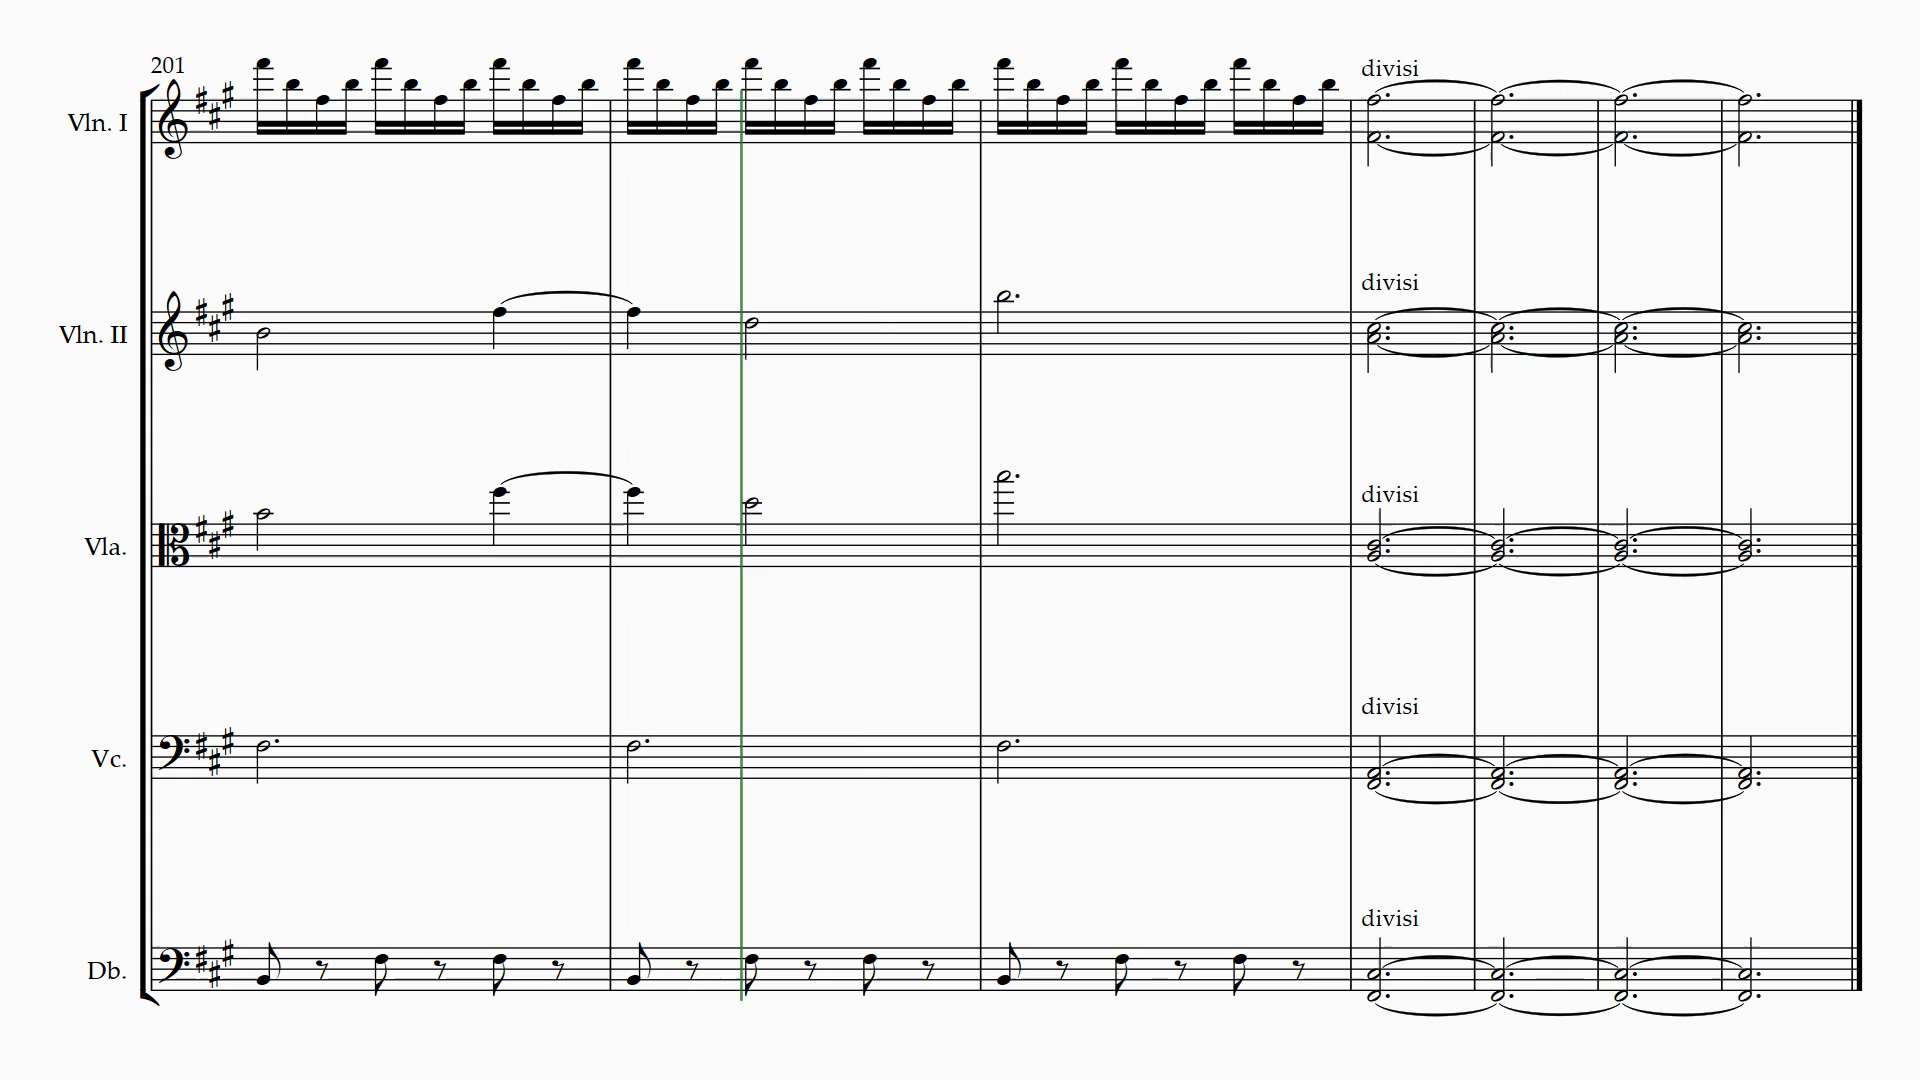 201
divisi
Vln. I
divisi
Vln. II
divisi
Vla.
divisi
Vc.
divisi
Db.